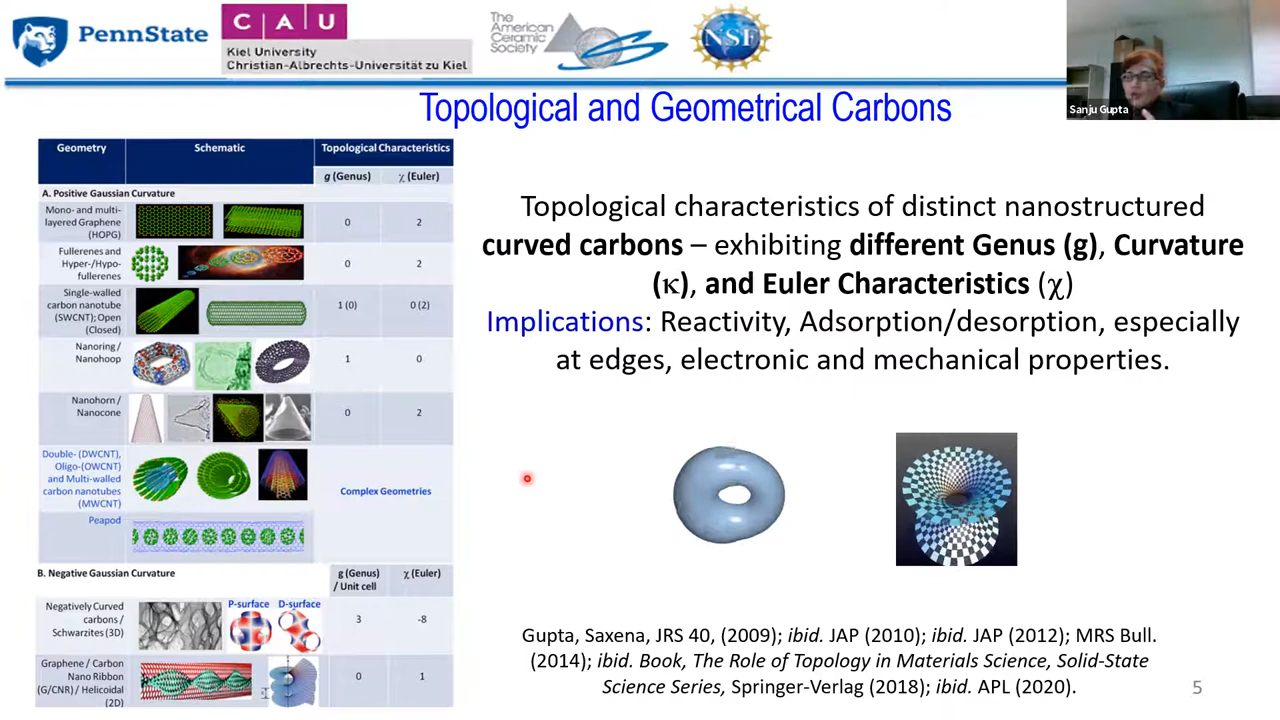 PennState
C A U
Kiel University
Christian-Albrechts-Universität zu Kiel
The
American
Ceramic
Society
NSF
Sanju Gupta
Topological and Geometrical Carbons
Geometry Schematic Topological Characteristics
g (Genus) χ (Euler)
A. Positive Gaussian Curvature
Mono- and multi-
layered Graphene
(HOPG)
0 2
Fullerenes and
Hyper-/Hypo-
fullerenes
0 2
Single-walled
carbon nanotube
(SWCNT); Open
(Closed)
1 (0) 0 (2)
Nanoring /
Nanohoop
1 0
Nanohorn /
Nanocone
0 2
Double- (DWCNT),
Oligo-(OWCNT)
and Multi-walled
carbon nanotubes
(MWCNT)
Complex Geometries
Peapod
B. Negative Gaussian Curvature
g (Genus)
/ Unit cell
χ (Euler)
Negatively Curved
carbons /
Schwarzites (3D)
P-surface D-surface
3 -8
Graphene / Carbon
Nano Ribbon
(G/CNR) / Helicoidal
(2D)
0 1
Topological characteristics of distinct nanostructured
curved carbons – exhibiting different Genus (g), Curvature
(κ), and Euler Characteristics (χ)
Implications: Reactivity, Adsorption/desorption, especially
at edges, electronic and mechanical properties.
Gupta, Saxena, JRS 40, (2009); ibid. JAP (2010); ibid. JAP (2012); MRS Bull.
(2014); ibid. Book, The Role of Topology in Materials Science, Solid-State
Science Series, Springer-Verlag (2018); ibid. APL (2020).
5